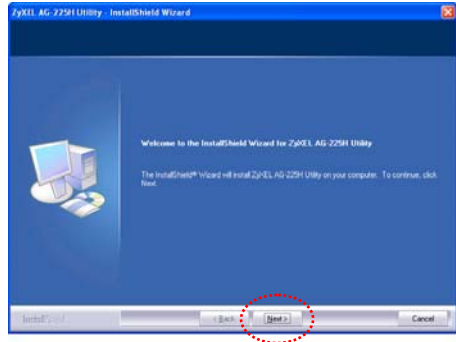 ZyXEL AG-225H Utility - InstallShield Wizard
Welcome to the InstallShield Wizard for ZyXEL AG-225H Utility
The InstallShield® Wizard will install ZyXEL AG-225H Utility on your computer. To continue, click
Next.
InstallShield
< Back
Next >
Cancel